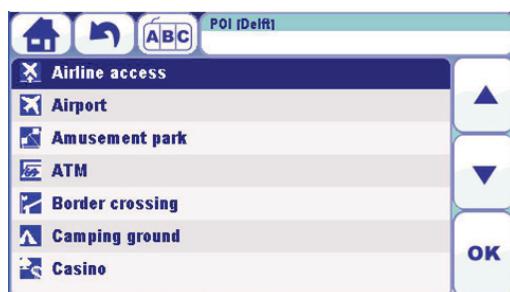 POI [Delft]
ABC
Airline access
Airport
Amusement park
ATM
Border crossing
Camping ground
Casino
OK